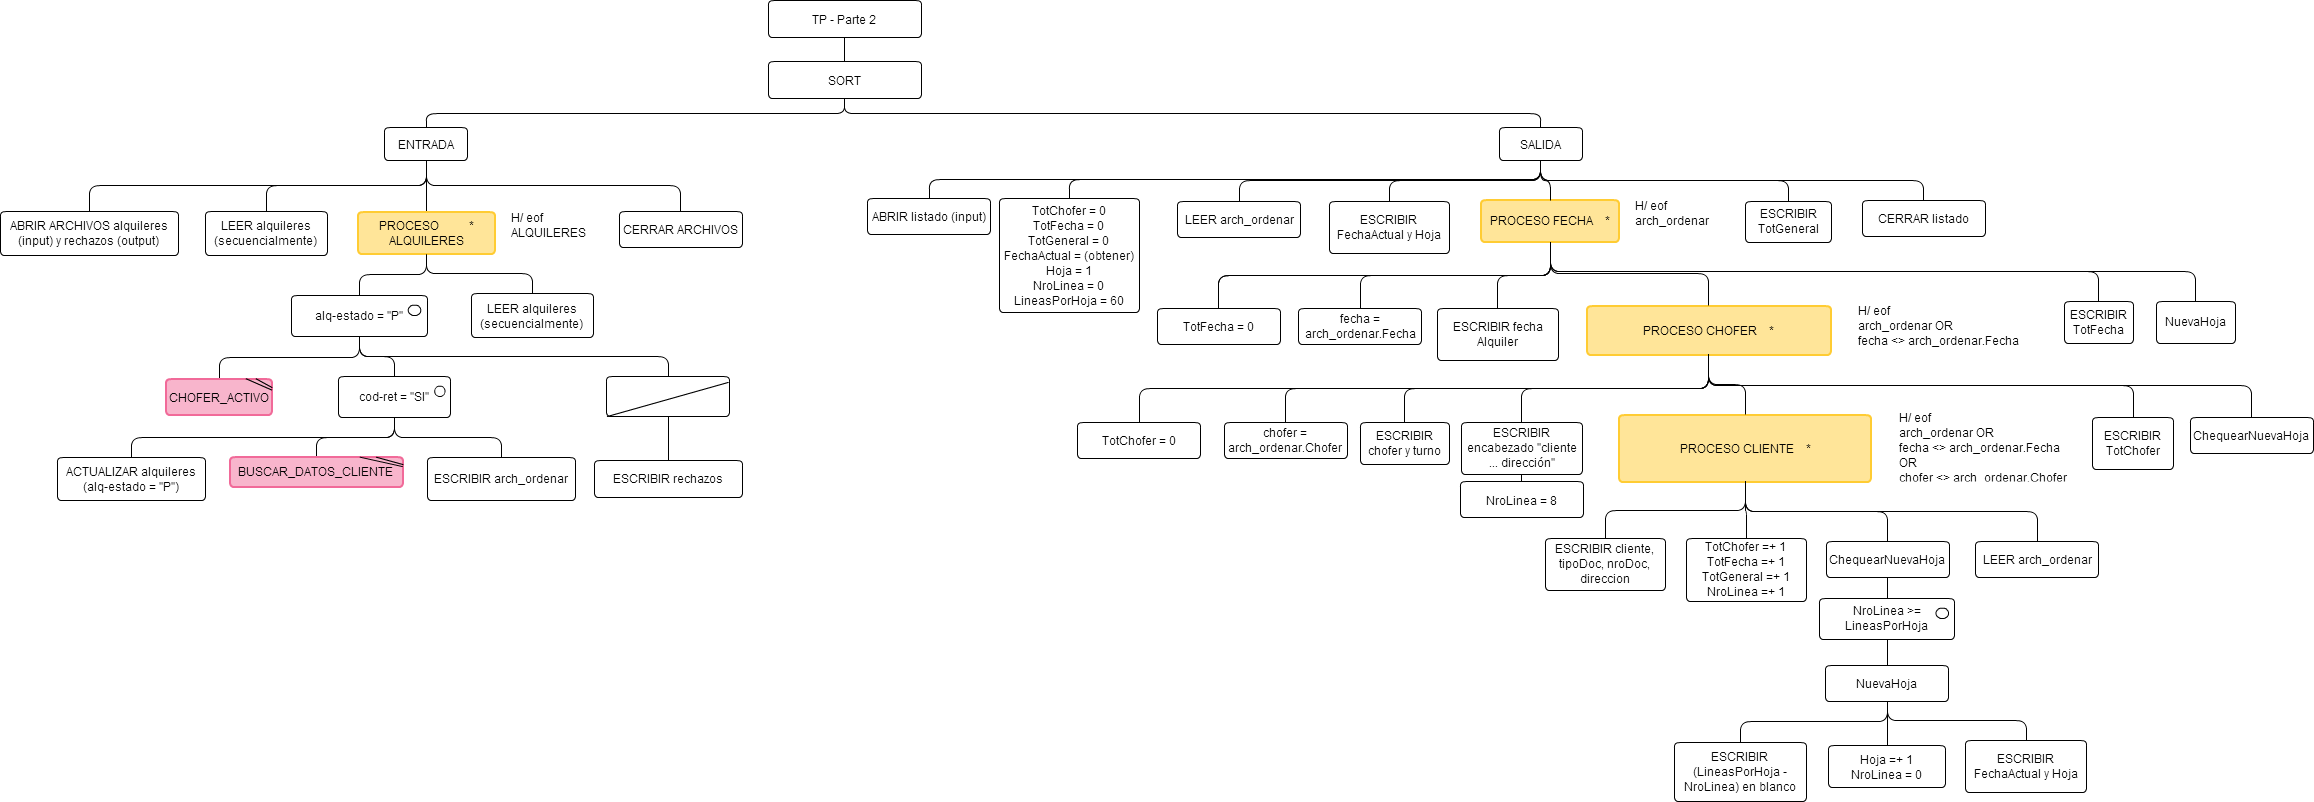 TP - Parte 2
SORT
ENTRADA
SALIDA
ABRIR ARCHIVOS alquileres
(input) y rechazos (output)
LEER alquileres
(secuencialmente)
PROCESO *
ALQUILERES
H/ eof
ALQUILERES
CERRAR ARCHIVOS
alq-estado = "P"
LEER alquileres
(secuencialmente)
CHOFER_ACTIVO
cod-ret = "SI"
ACTUALIZAR alquileres
(alq-estado = "P")
BUSCAR_DATOS_CLIENTE
ESCRIBIR arch_ordenar
ESCRIBIR rechazos
ABRIR listado (input)
TotChofer = 0
TotFecha = 0
TotGeneral = 0
FechaActual = (obtener)
Hoja = 1
NroLinea = 0
LineasPorHoja = 60
LEER arch_ordenar
ESCRIBIR
FechaActual y Hoja
PROCESO FECHA *
H/ eof
arch_ordenar
ESCRIBIR
TotGeneral
CERRAR listado
TotFecha = 0
fecha =
arch_ordenar.Fecha
ESCRIBIR fecha
Alquiler
PROCESO CHOFER *
H/ eof
arch_ordenar OR
fecha <> arch_ordenar.Fecha
ESCRIBIR
TotFecha
NuevaHoja
TotChofer = 0
chofer =
arch_ordenar.Chofer
ESCRIBIR
chofer y turno
ESCRIBIR
encabezado "cliente
... dirección"
NroLinea = 8
PROCESO CLIENTE *
H/ eof
arch_ordenar OR
fecha <> arch_ordenar.Fecha
OR
chofer <> arch_ordenar.Chofer
ESCRIBIR
TotChofer
ChequearNuevaHoja
ESCRIBIR cliente,
tipoDoc, nroDoc,
direccion
TotChofer =+ 1
TotFecha =+ 1
TotGeneral =+ 1
NroLinea =+ 1
ChequearNuevaHoja
LEER arch_ordenar
NroLinea >=
LineasPorHoja
NuevaHoja
ESCRIBIR
(LineasPorHoja -
NroLinea) en blanco
Hoja =+ 1
NroLinea = 0
ESCRIBIR
FechaActual y Hoja